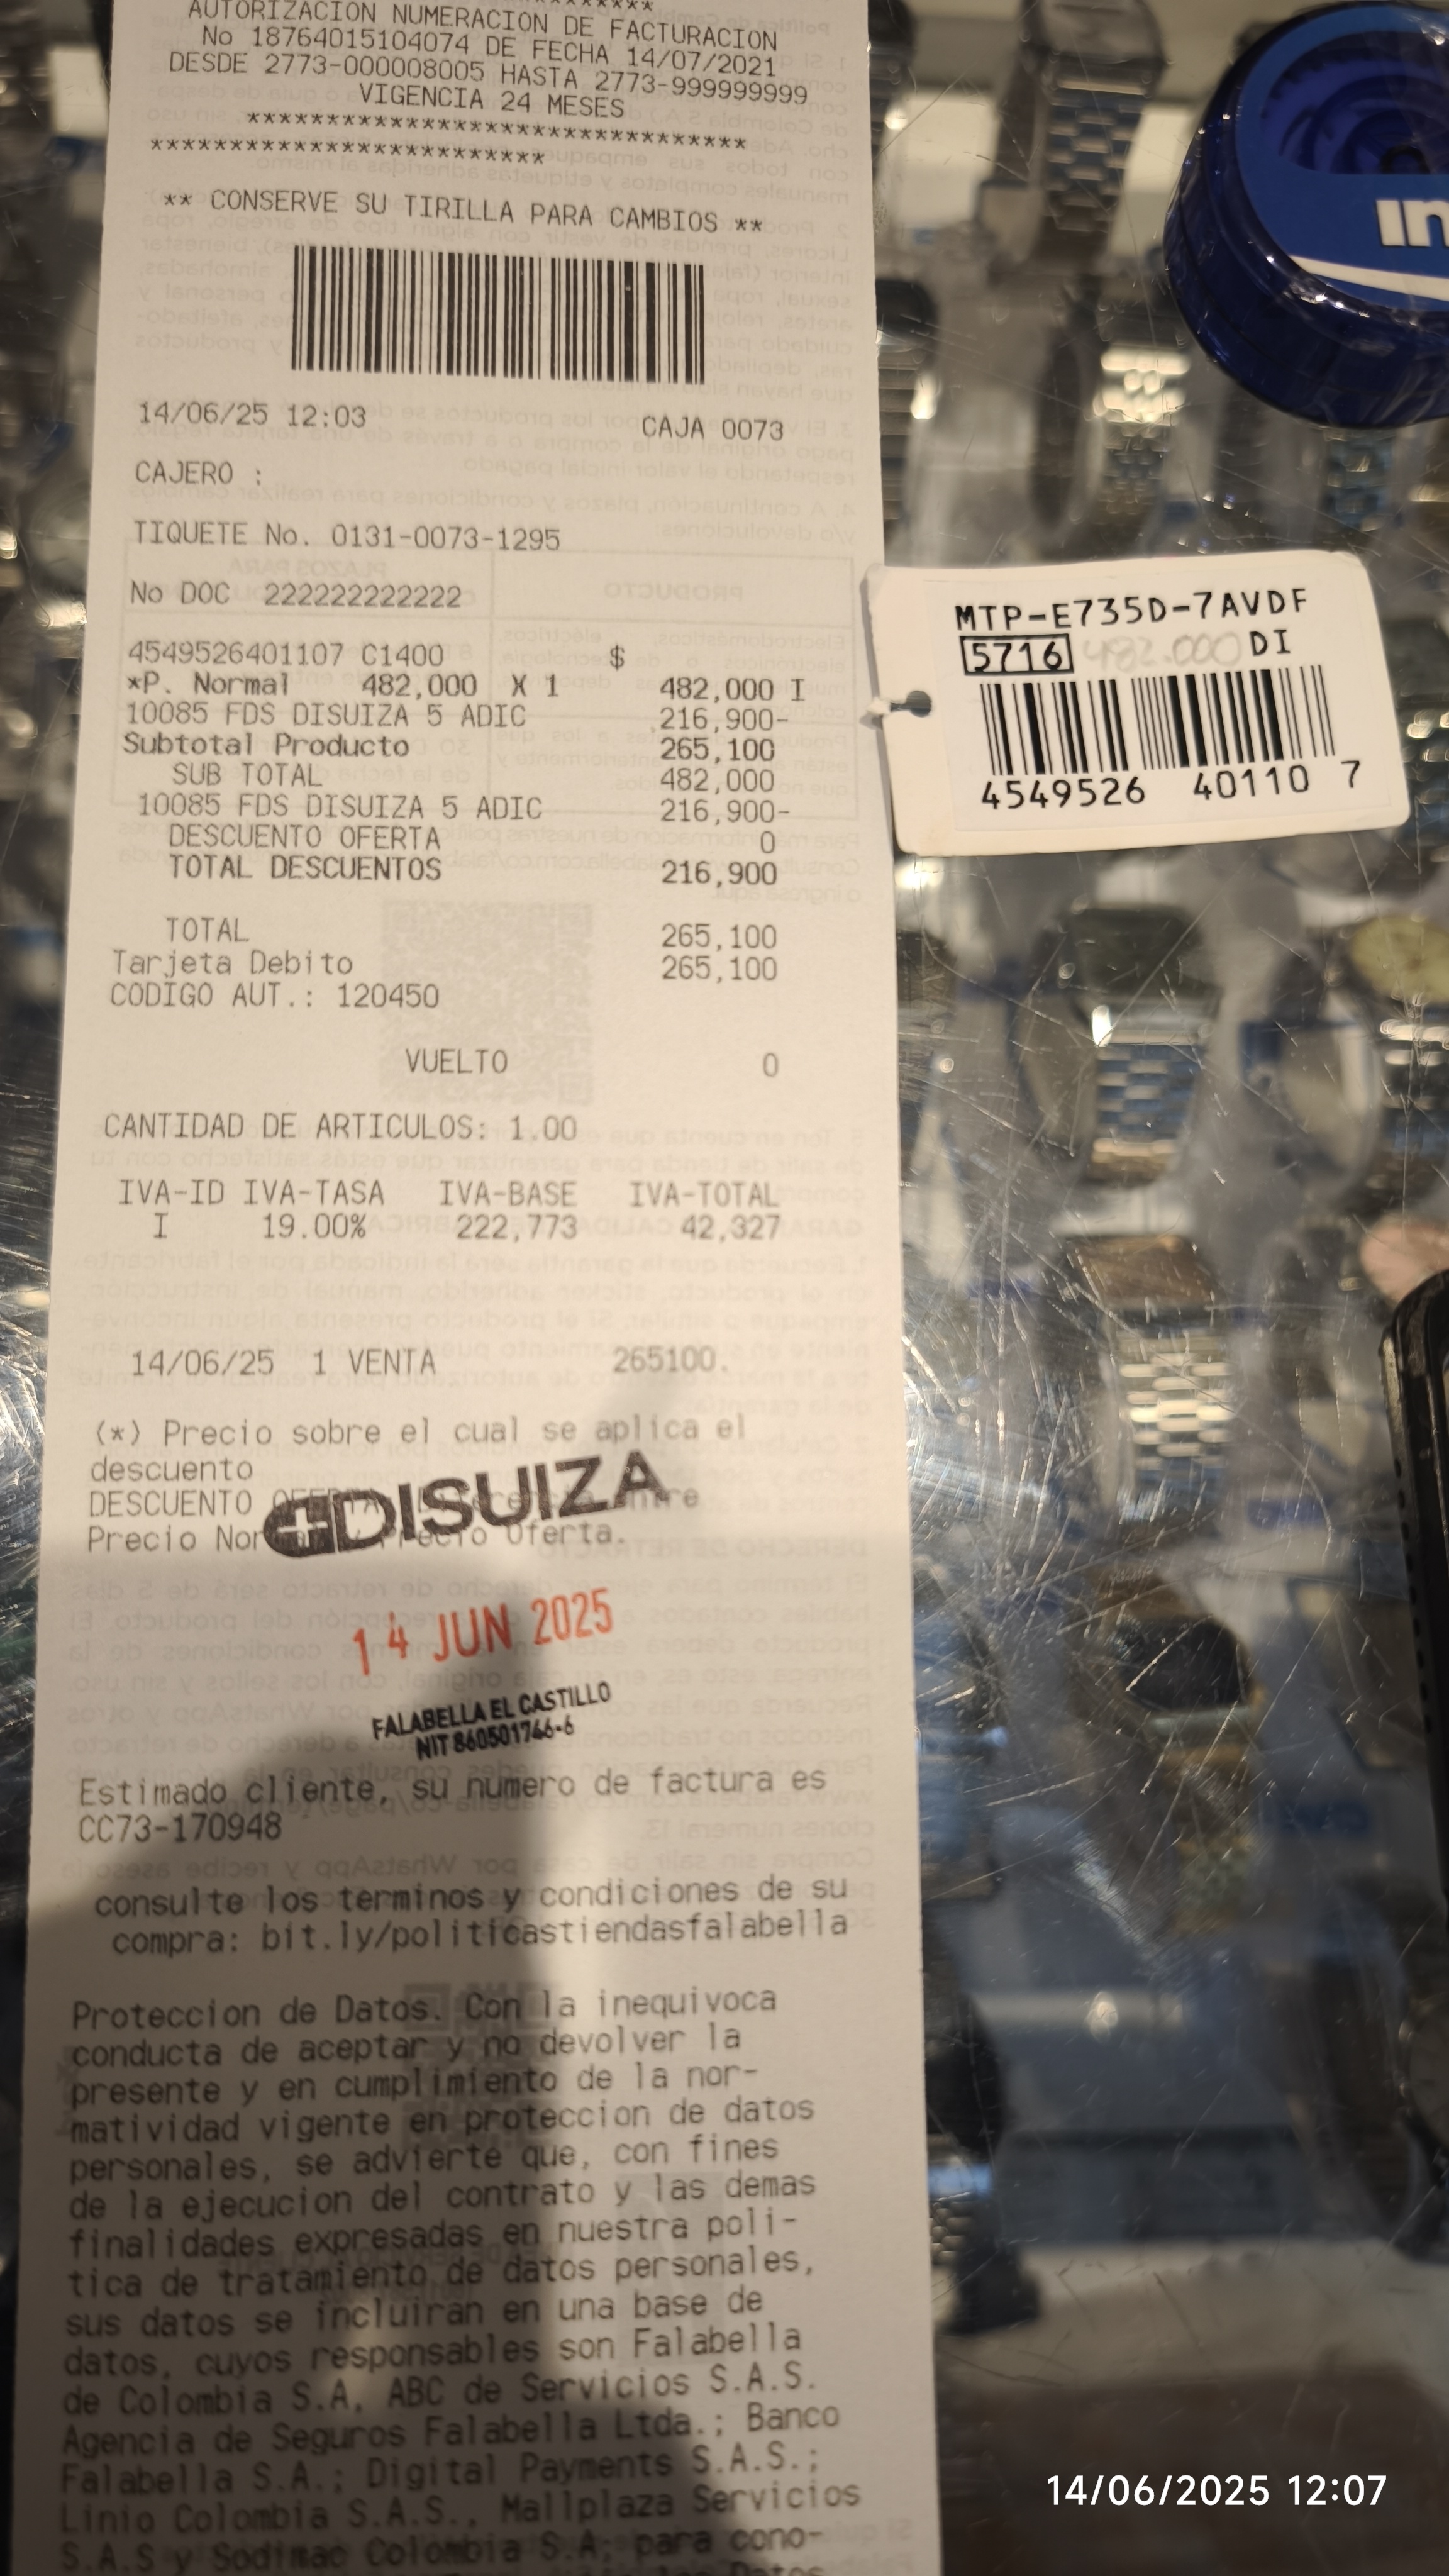 AUTORIZACION NUMERACION DE FACTURACION
No 18764015104074 DE FECHA 14/07/2021
DESDE 2773-000008005 HASTA 2773-999999999
VIGENCIA 24 MESES
********************************
*************************
** CONSERVE SU TIRILLA PARA CAMBIOS **
14/06/25 12:03 CAJA 0073
CAJERO :
TIQUETE No. 0131-0073-1295
No DOC 222222222222
4549526401107 C1400 $
*P. Normal 482,000 X 1 482,000 I
10085 FDS DISUIZA 5 ADIC 216,900-
Subtotal Producto 265,100
SUB TOTAL 482,000
10085 FDS DISUIZA 5 ADIC 216,900-
DESCUENTO OFERTA 0
TOTAL DESCUENTOS 216,900
TOTAL 265,100
Tarjeta Debito 265,100
CODIGO AUT.: 120450
VUELTO 0
CANTIDAD DE ARTICULOS: 1.00
IVA-ID IVA-TASA IVA-BASE IVA-TOTAL
I 19.00% 222,773 42,327
14/06/25 1 VENTA 265100.
(*) Precio sobre el cual se aplica el
descuento
DESCUENTO entre
Precio Oferta.
DISUIZA
14 JUN 2025
FALABELLA EL CASTILLO
NIT 860501766-6
Estimado cliente, su numero de factura es
CC73-170948
consulte los terminos y condiciones de su
compra: bit.ly/politicastiendasfalabella
Proteccion de Datos. Con la inequivoca
conducta de aceptar y no devolver la
presente y en cumplimiento de la nor-
matividad vigente en proteccion de datos
personales, se advierte que, con fines
de la ejecucion del contrato y las demas
finalidades expresadas en nuestra poli-
tica de tratamiento de datos personales,
sus datos se incluiran en una base de
datos, cuyos responsables son Falabella
de Colombia S.A, ABC de Servicios S.A.S.
Agencia de Seguros Falabella Ltda.; Banco
Falabella S.A.; Digital Payments S.A.S.;
Linio Colombia S.A.S., Mallplaza Servicios
S.A.S y Sodimac Colombia S.A; para cono-
MTP-E735D-7AVDF
5716 482.000 DI
4549526 40110 7
in
14/06/2025 12:07